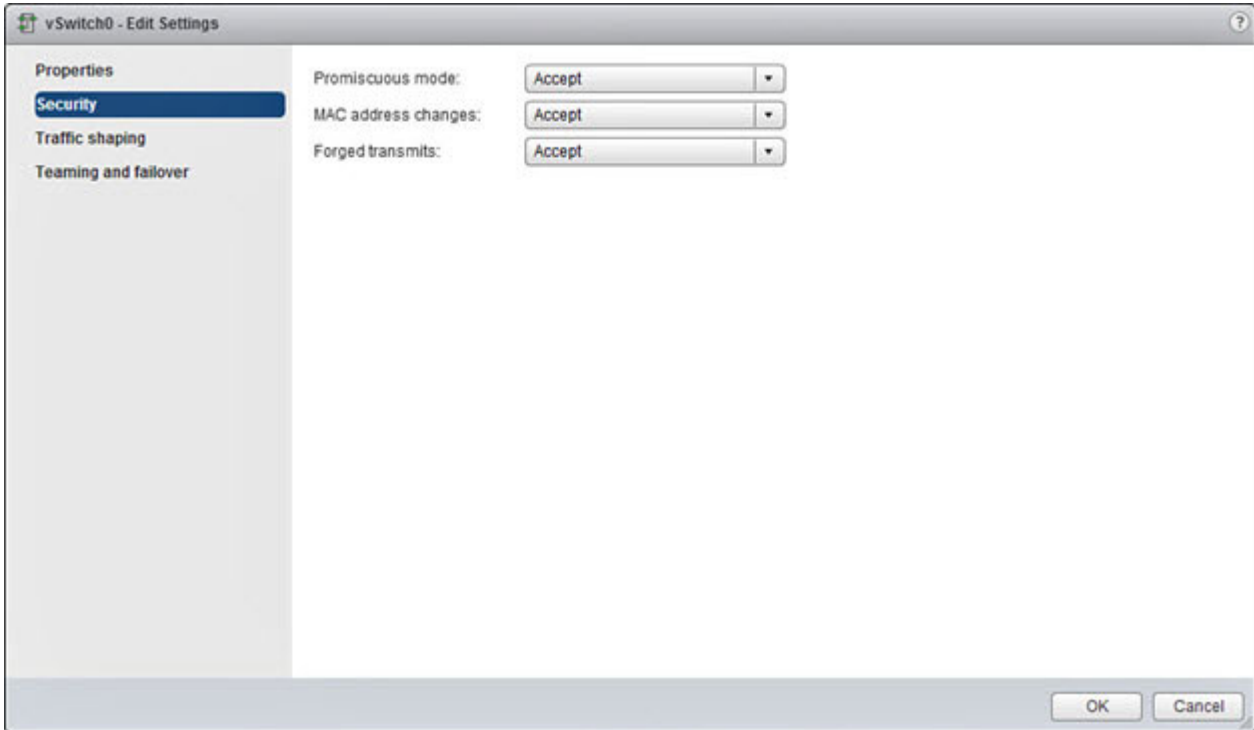 vSwitch0 - Edit Settings
?
Properties
Security
Traffic shaping
Teaming and failover
Promiscuous mode: Accept
MAC address changes: Accept
Forged transmits: Accept
OK Cancel